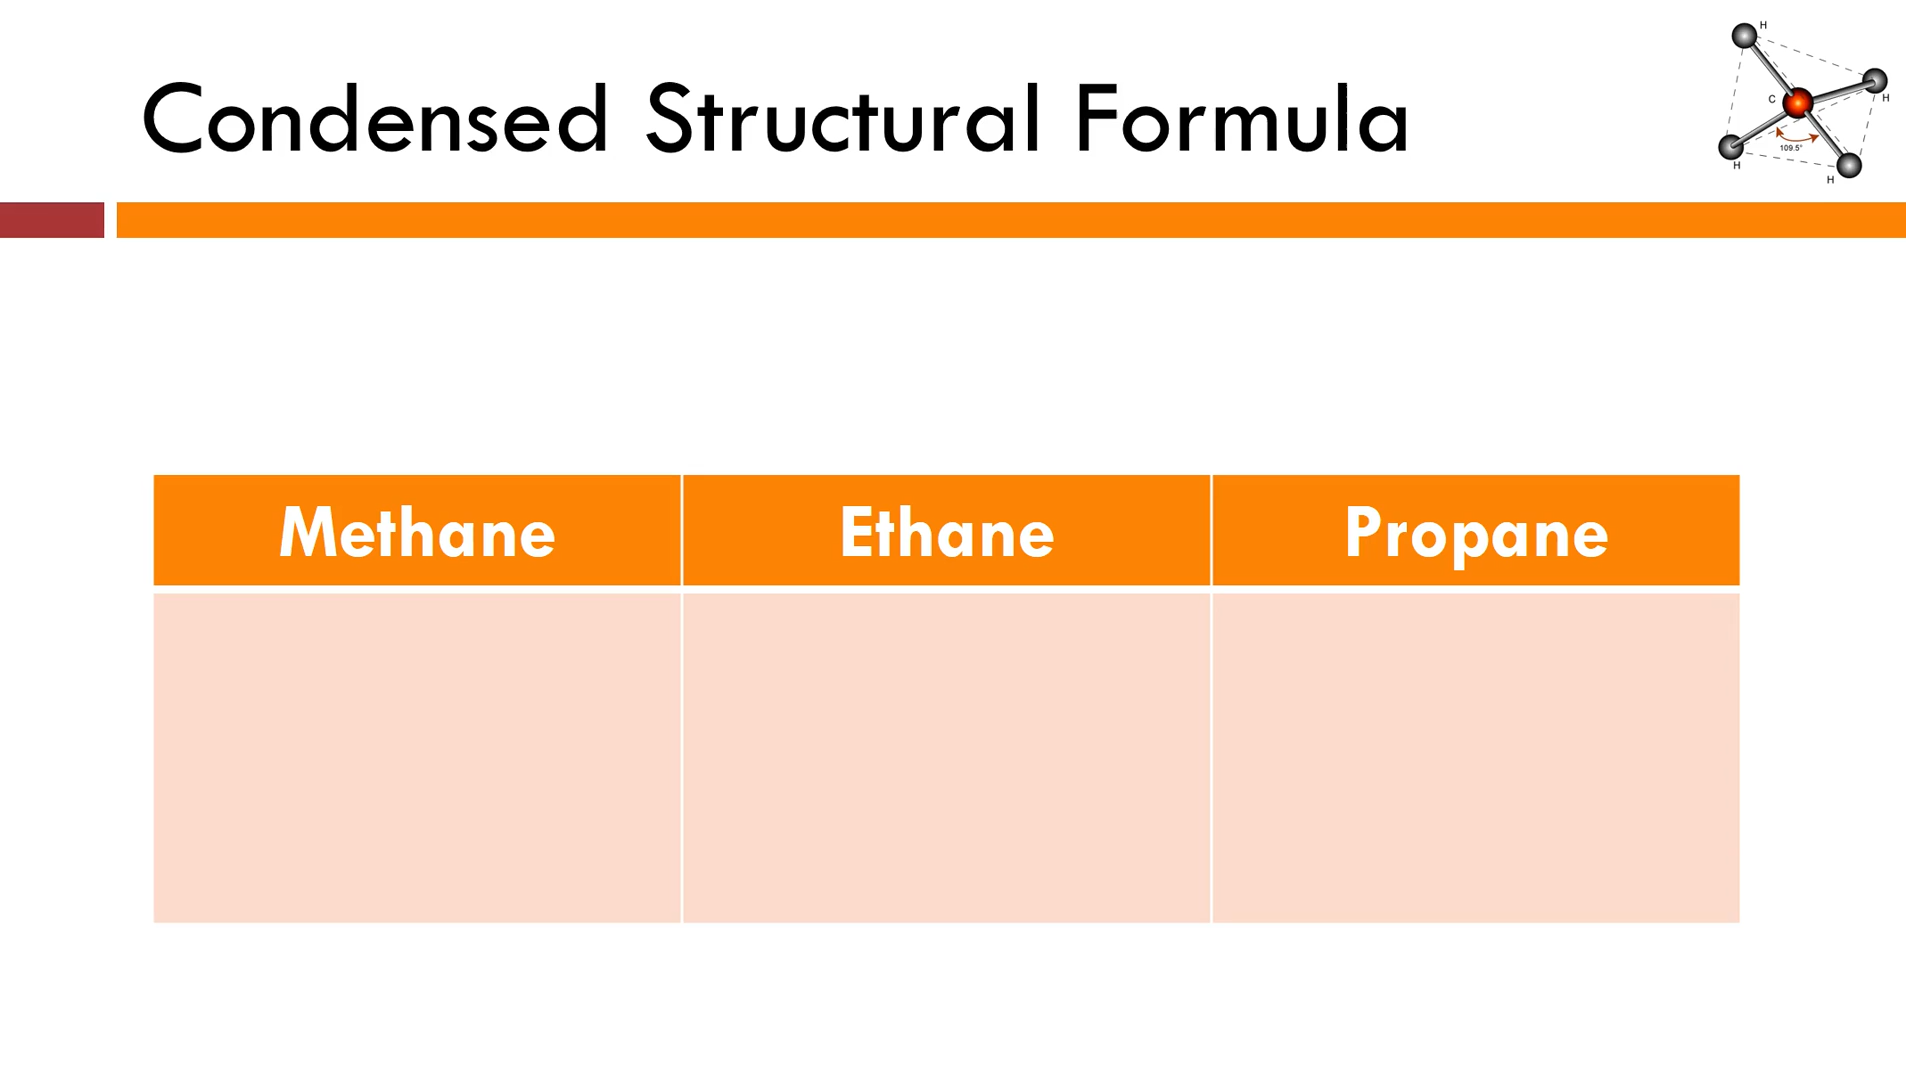 Condensed Structural Formula
H
C
H
109.5°
H
H
Methane Ethane Propane